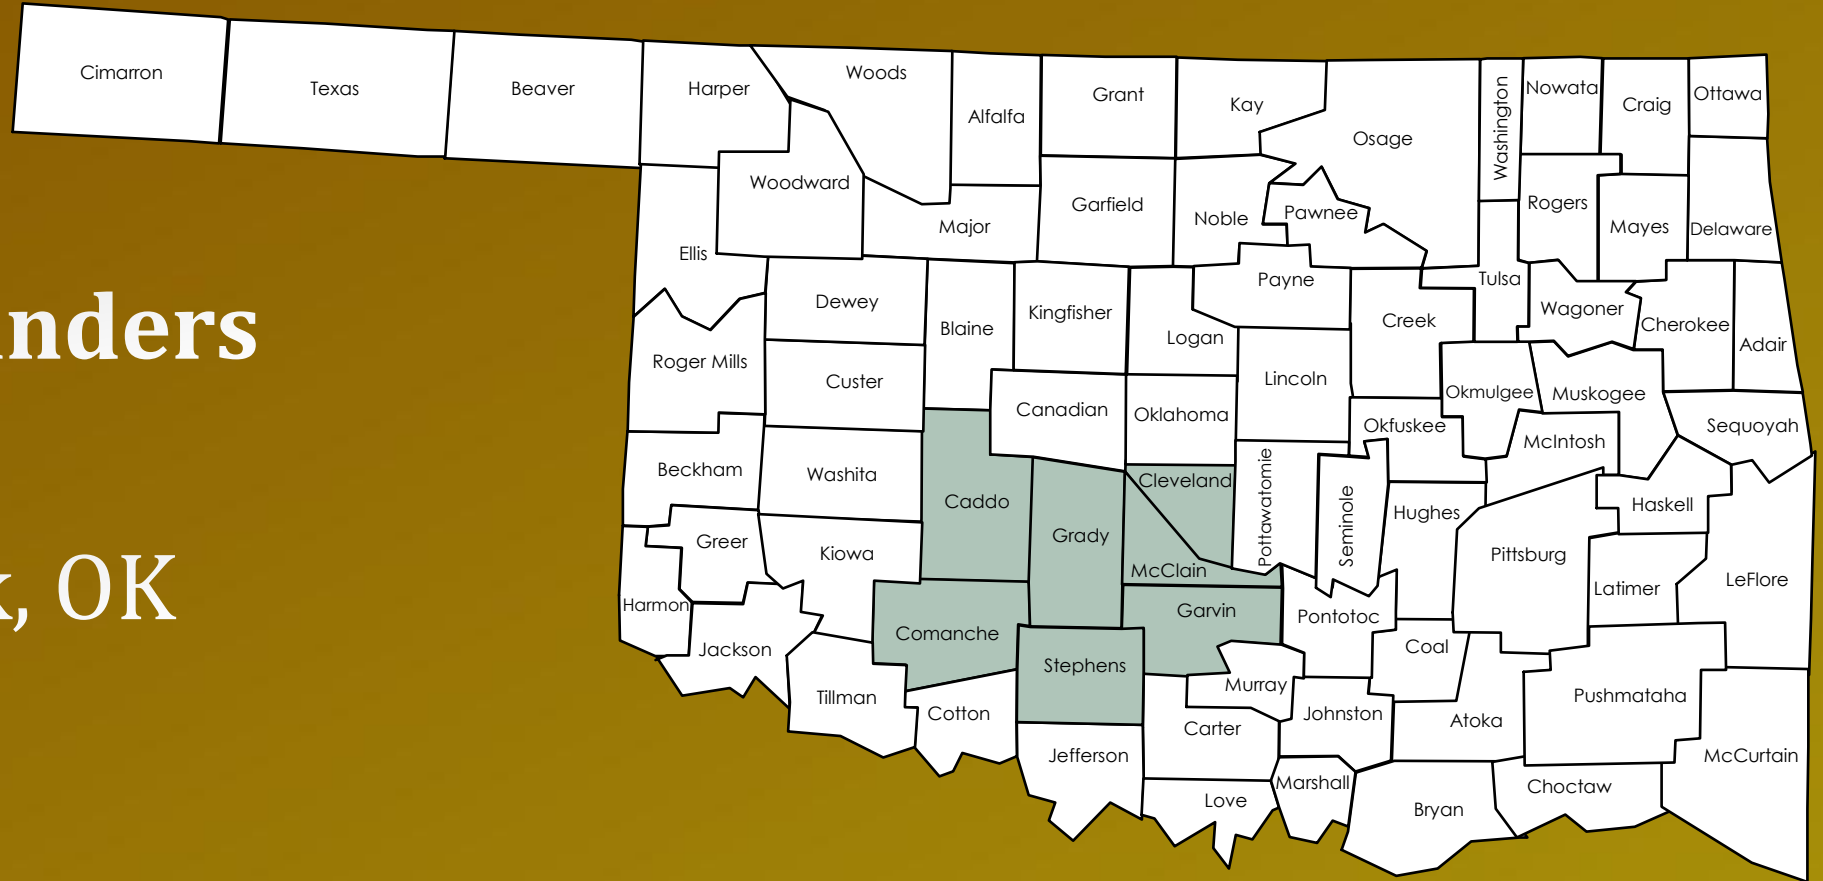 Cimarron
Texas
Beaver
Harper
Woods
Alfalfa
Grant
Kay
Osage
Washington
Nowata
Craig
Ottawa
Woodward
Major
Garfield
Noble
Pawnee
Rogers
Mayes
Delaware
Ellis
Dewey
Blaine
Kingfisher
Logan
Payne
Creek
Tulsa
Wagoner
Cherokee
Adair
nders
Roger Mills
Custer
Canadian
Oklahoma
Lincoln
Okfuskee
Okmulgee
Muskogee
McIntosh
Sequoyah
Beckham
Washita
Caddo
Grady
Cleveland
Pottawatomie
Seminole
Hughes
Pittsburg
Haskell
LeFlore
Greer
Kiowa
McClain
Latimer
, OK
Harmon
Jackson
Comanche
Stephens
Garvin
Pontotoc
Coal
Tillman
Cotton
Murray
Johnston
Atoka
Pushmataha
Carter
Jefferson
Love
Marshall
Bryan
Choctaw
McCurtain